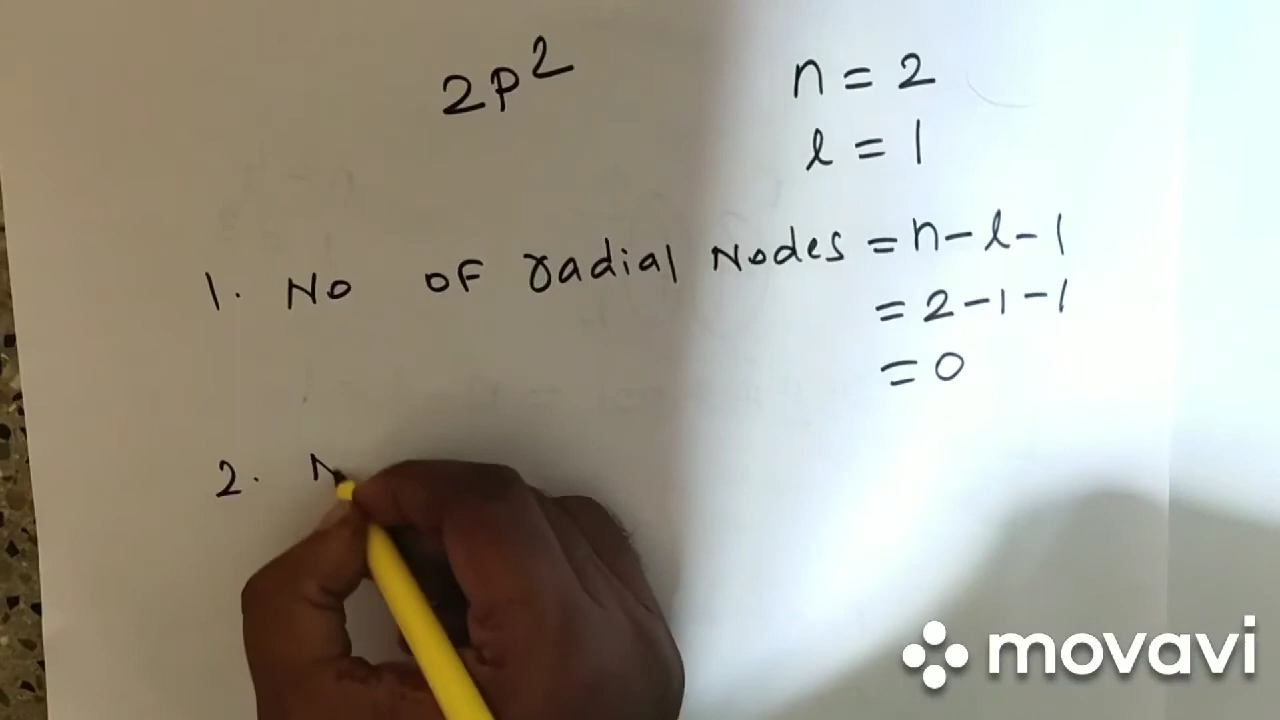 2p²
n = 2
l = 1
1. No of radial Nodes = n - l - 1
= 2 - 1 - 1
= 0
2. N
movavi